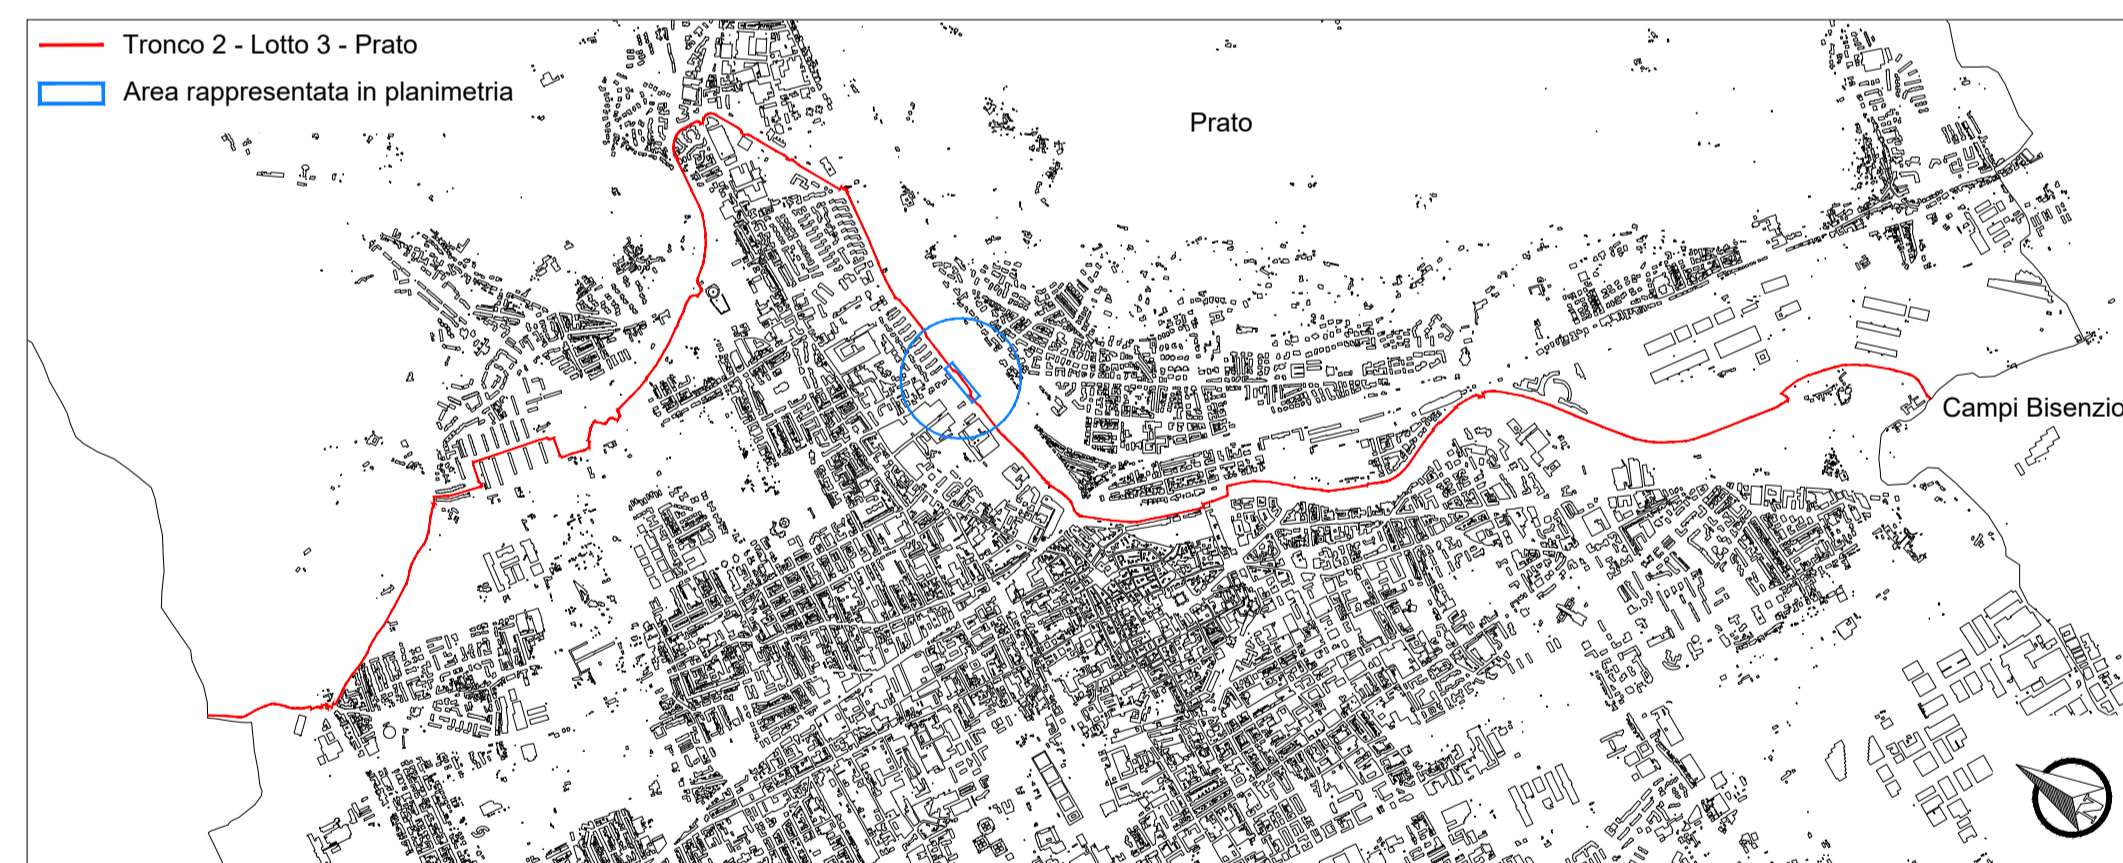 Tronco 2 - Lotto 3 - Prato
Area rappresentata in planimetria
Prato
Campi Bisenzio
N